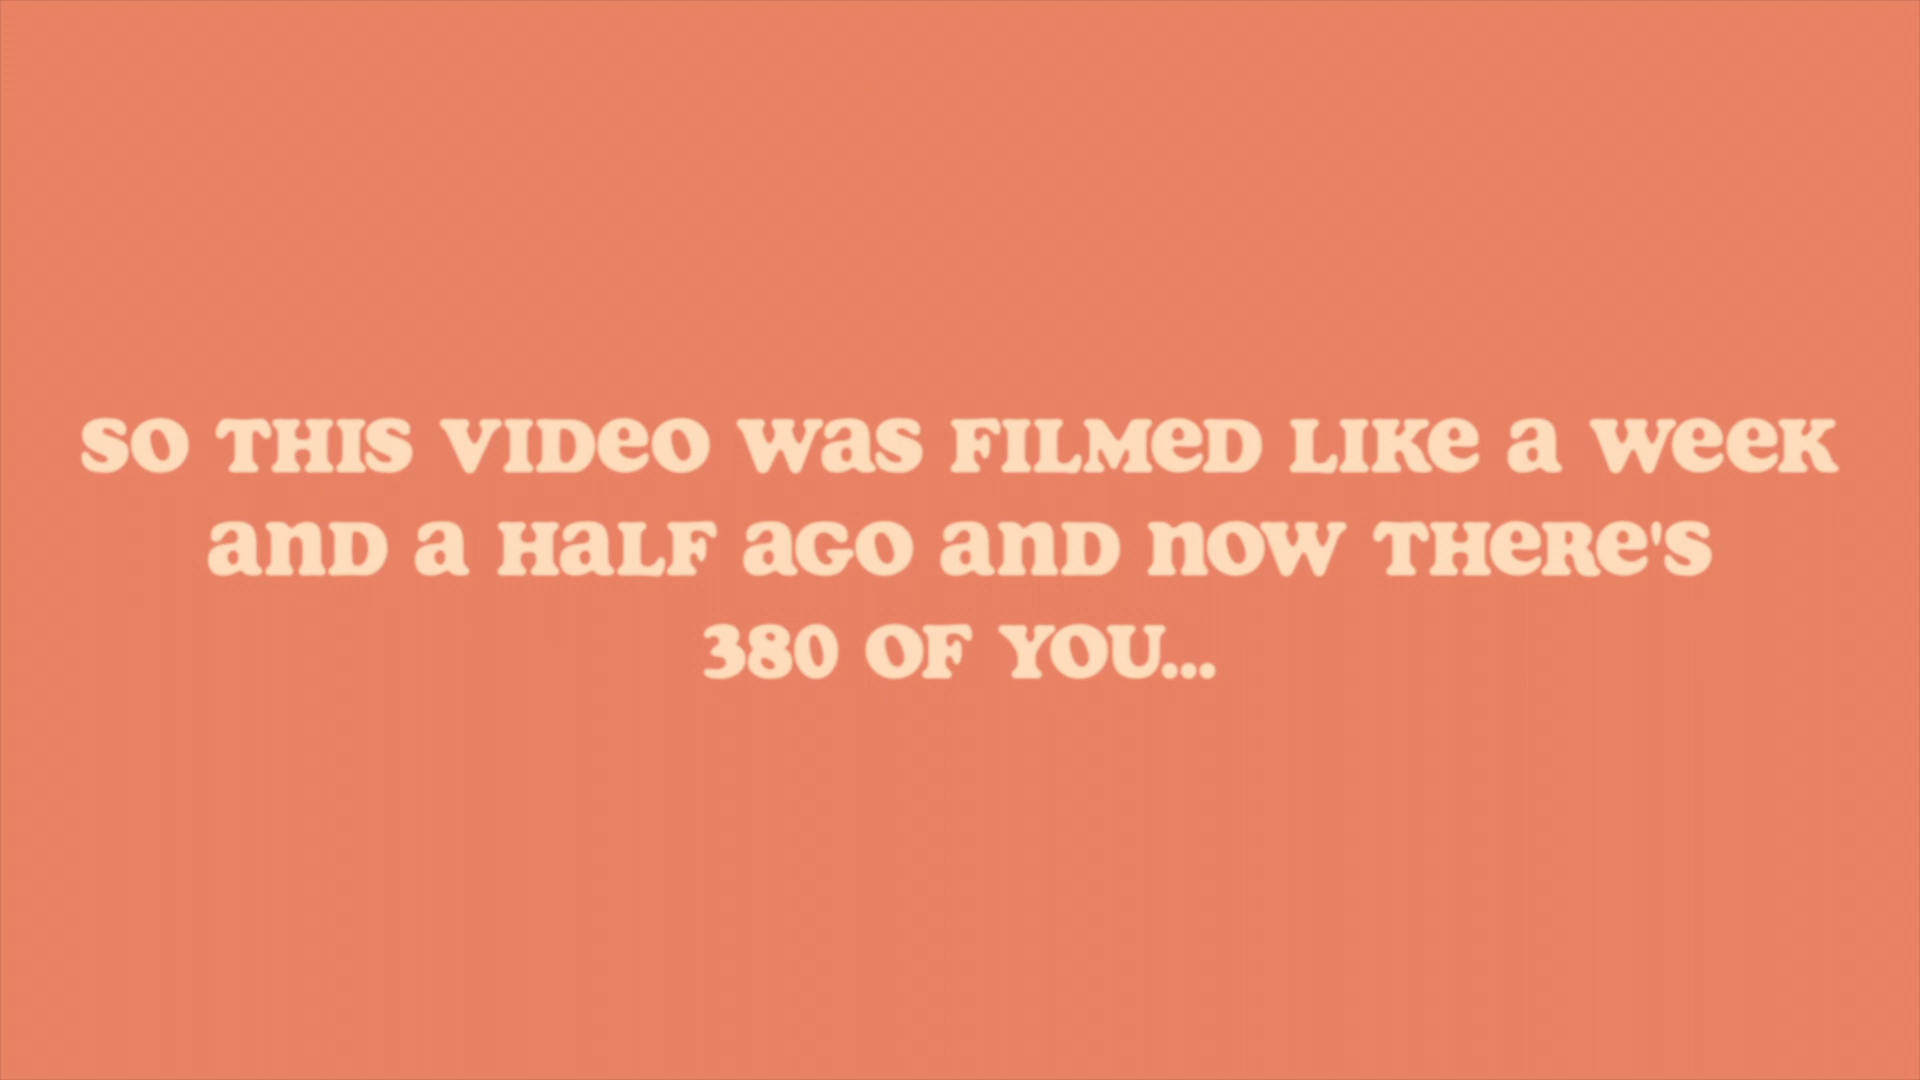 SO THIS VIDeO Was FILMeD LIKe a Week
anD a HaLF aGO anD nOW THeRe's
380 OF YOU...